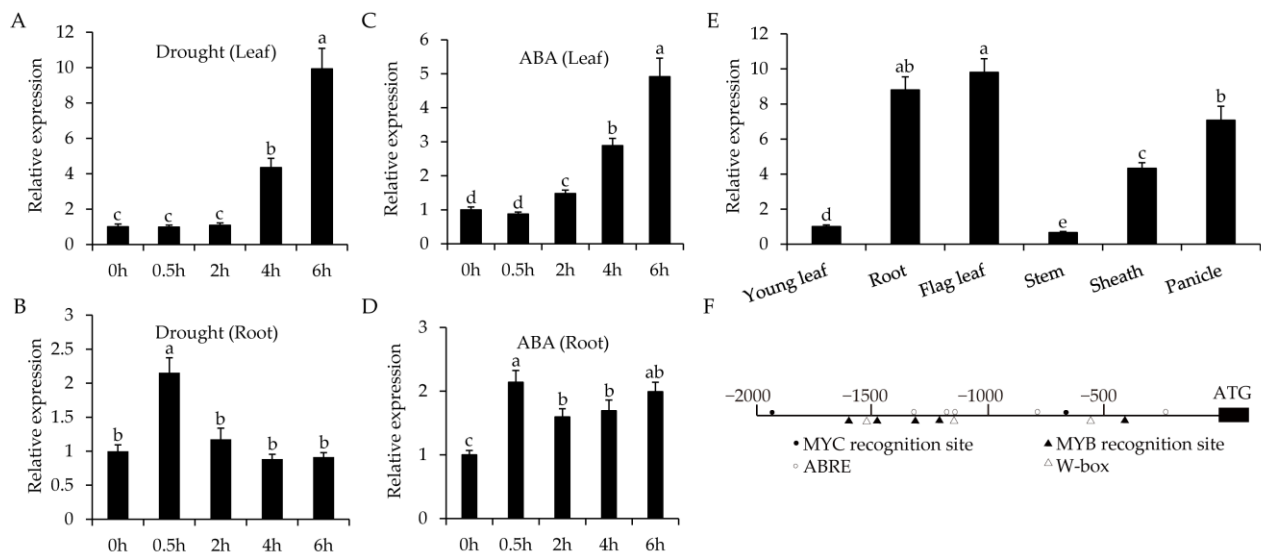 A
Drought (Leaf)
Relative expression
12
10
8
6
4
2
0
c
c
c
b
a
0h
0.5h
2h
4h
6h
B
Drought (Root)
Relative expression
2.5
2
1.5
1
0.5
0
b
a
b
b
b
0h
0.5h
2h
4h
6h
C
ABA (Leaf)
Relative expression
6
5
4
3
2
1
0
d
d
c
b
a
0h
0.5h
2h
4h
6h
D
ABA (Root)
Relative expression
3
2
1
0
c
a
b
b
ab
0h
0.5h
2h
4h
6h
E
Relative expression
12
10
8
6
4
2
0
d
ab
a
e
c
b
Young leaf
Root
Flag leaf
Stem
Sheath
Panicle
F
−2000
−1500
−1000
−500
ATG
MYC recognition site
MYB recognition site
ABRE
W-box